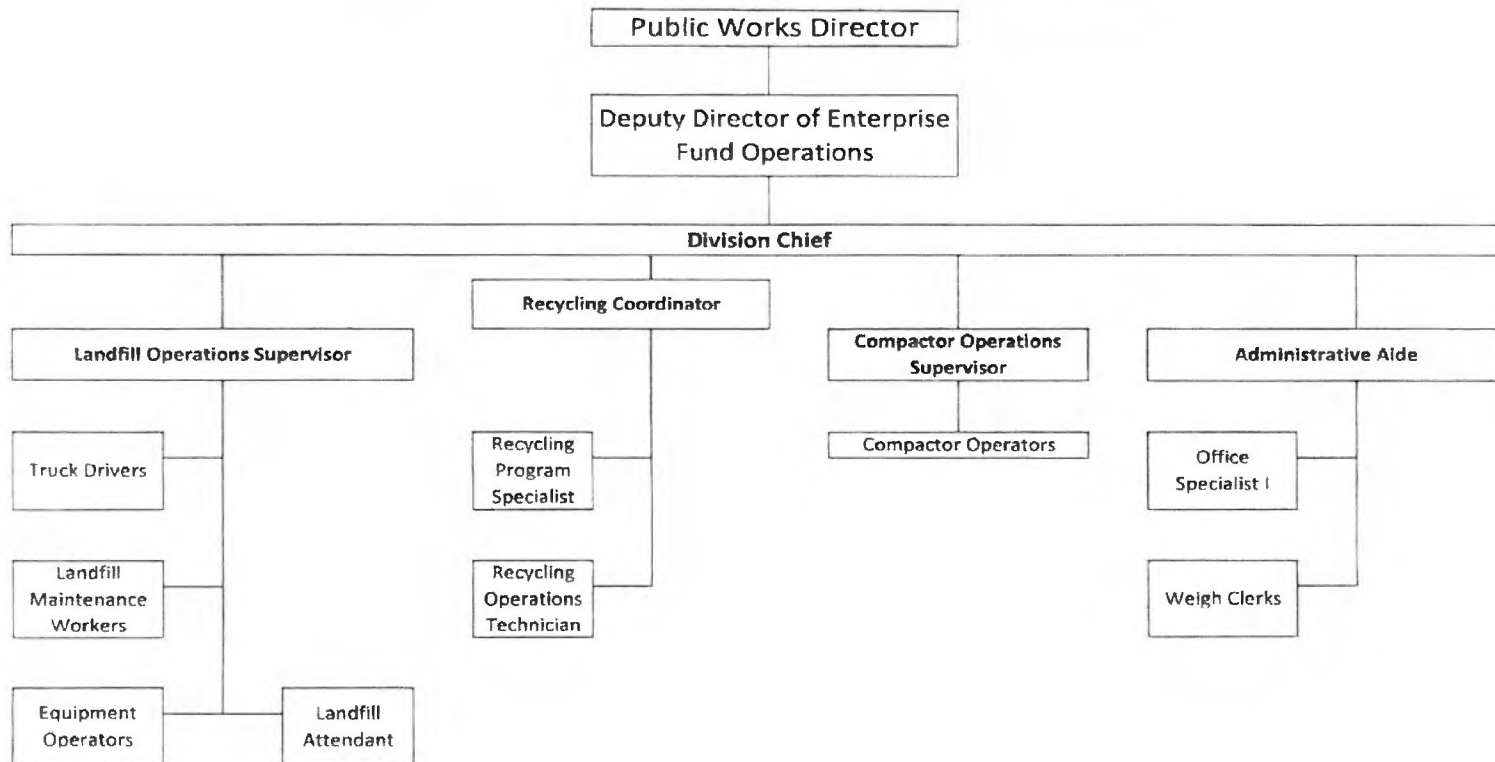 Public Works Director
Deputy Director of Enterprise
Fund Operations
Division Chief
Recycling Coordinator
Landfill Operations Supervisor
Compactor Operations
Supervisor
Administrative Aide
Truck Drivers
Recycling
Program
Specialist
Compactor Operators
Office
Specialist I
Landfill
Maintenance
Workers
Recycling
Operations
Technician
Weigh Clerks
Equipment
Operators
Landfill
Attendant